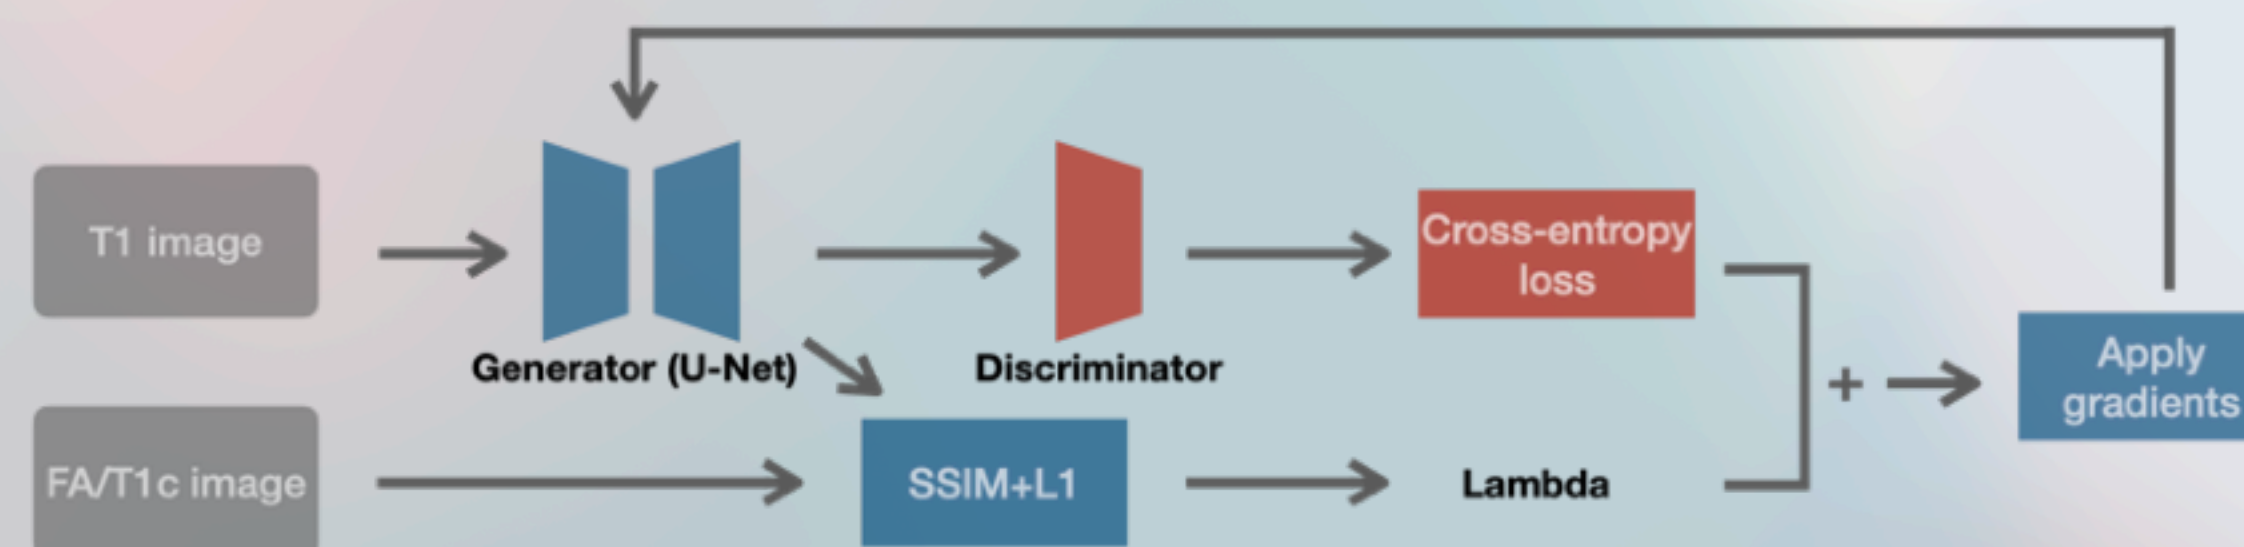 T1 image
Cross-entropy
loss
Generator (U-Net)
Discriminator
+
Apply
gradients
FA/T1c image
SSIM+L1
Lambda